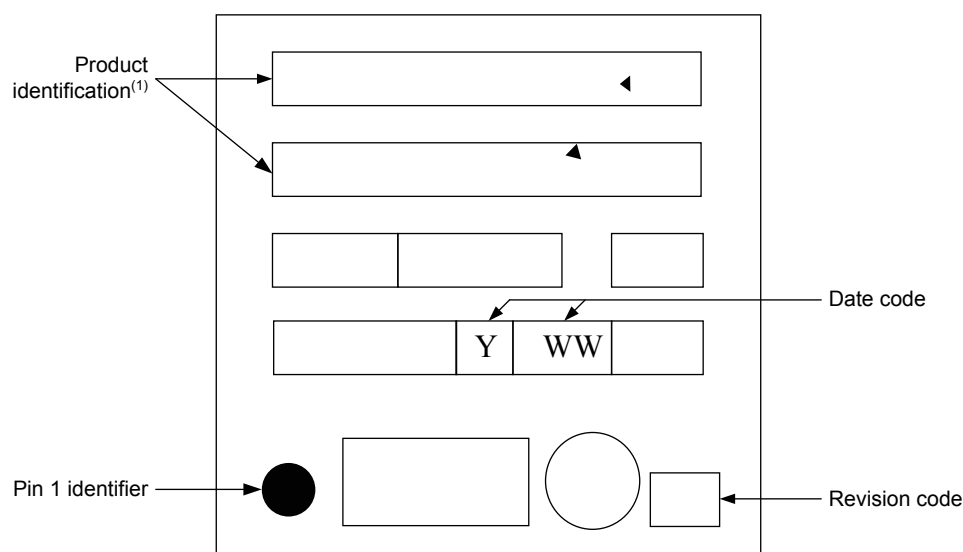 Product
identification(1)
Date code
Y WW
Pin 1 identifier
Revision code